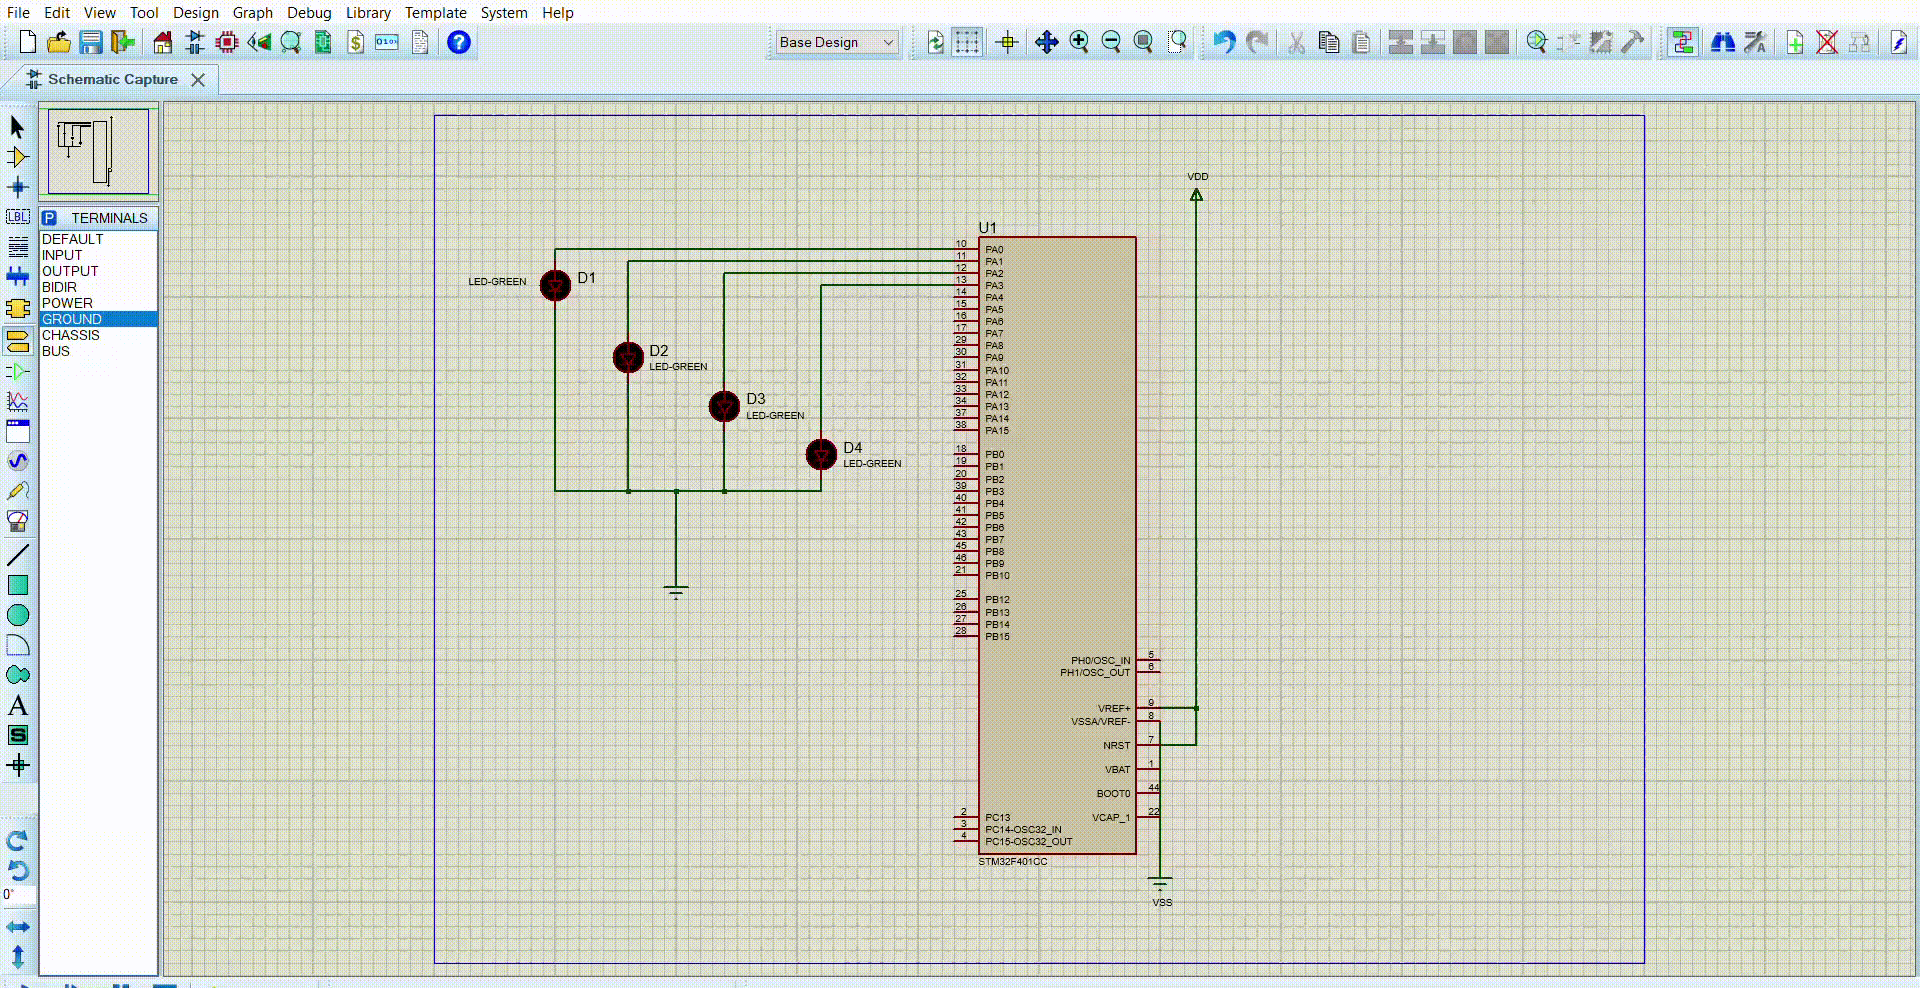 File Edit View Tool Design Graph Debug Library Template System Help
Base Design
Schematic Capture
LBL
P TERMINALS
DEFAULT
INPUT
OUTPUT
BIDIR
POWER
GROUND
CHASSIS
BUS
A
S
0°
VDD
U1
10 PA0
11 PA1
12 PA2
13 PA3
14 PA4
15 PA5
16 PA6
17 PA7
29 PA8
30 PA9
31 PA10
32 PA11
33 PA12
34 PA13
37 PA14
38 PA15
LED-GREEN D1
D2
LED-GREEN
D3
LED-GREEN
D4
LED-GREEN
18 PB0
19 PB1
20 PB2
39 PB3
40 PB4
41 PB5
42 PB6
43 PB7
45 PB8
46 PB9
21 PB10
25 PB12
26 PB13
27 PB14
28 PB15
PH0/OSC_IN 5
PH1/OSC_OUT 6
VREF+ 9
VSSA/VREF- 8
NRST 7
VBAT 1
BOOT0 44
VCAP_1 22
2 PC13
3 PC14-OSC32_IN
4 PC15-OSC32_OUT
STM32F401CC
VSS